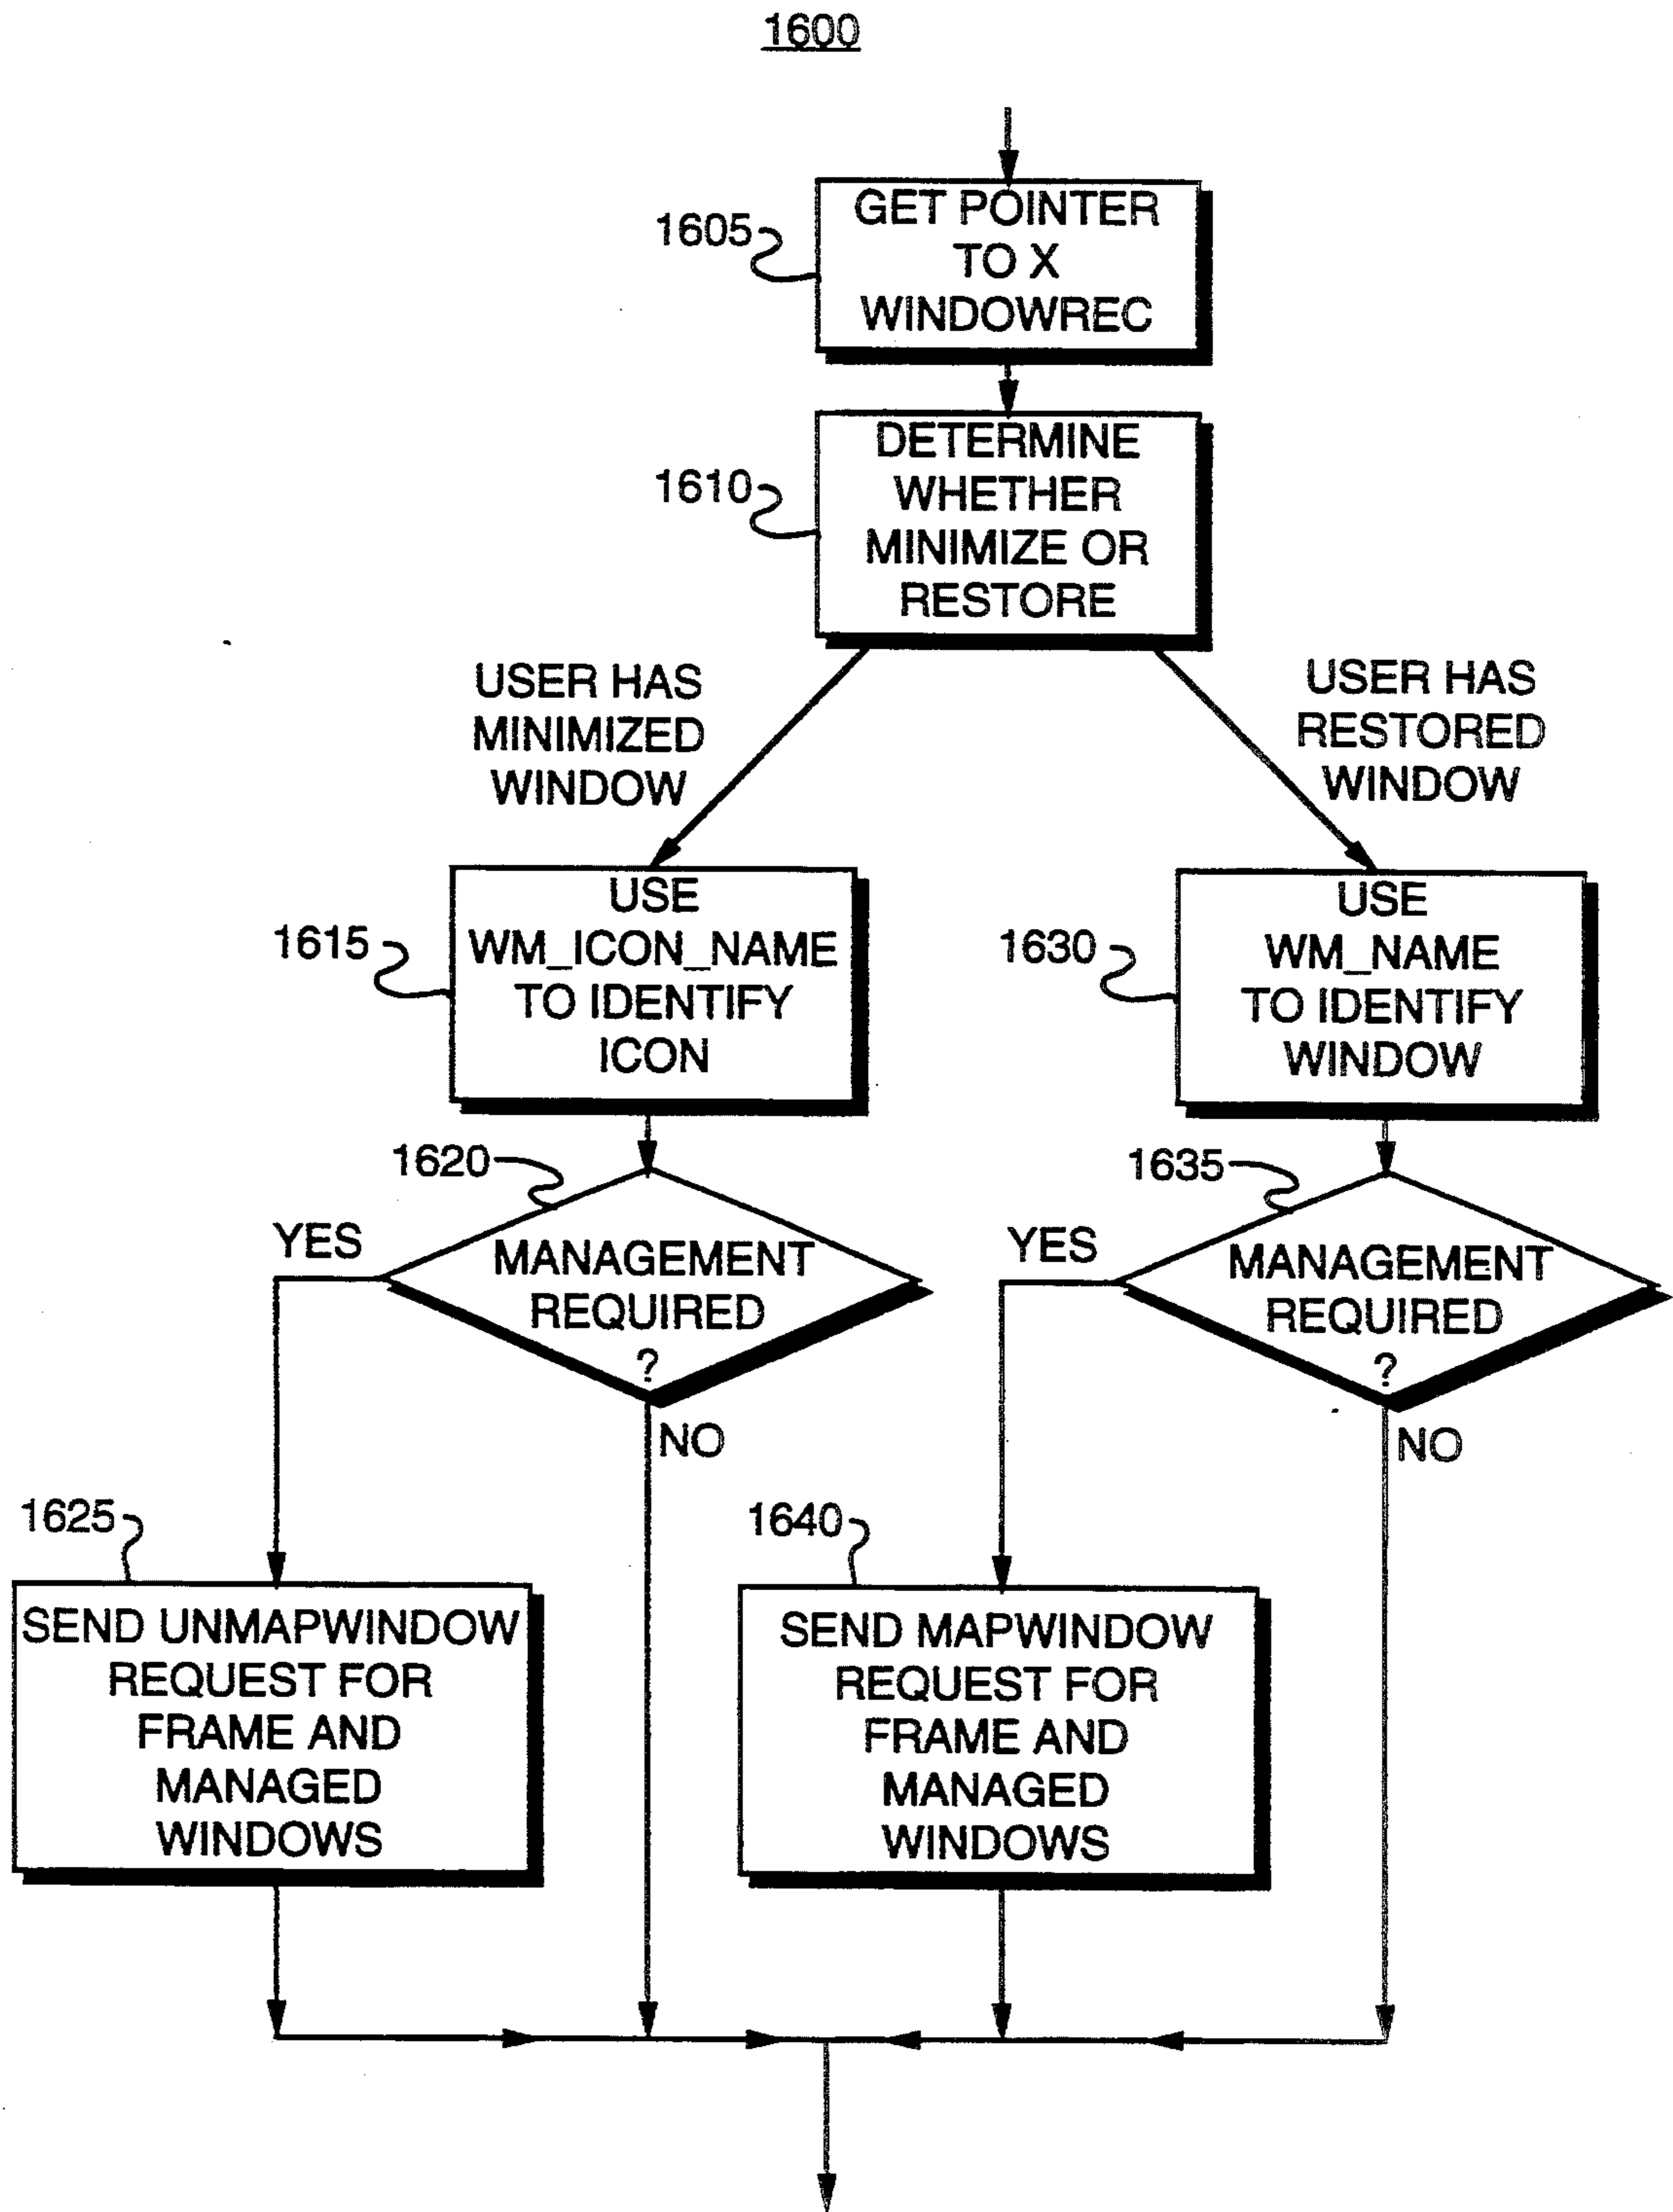 1600
1605
GET POINTER
TO X
WINDOWREC
1610
DETERMINE
WHETHER
MINIMIZE OR
RESTORE
USER HAS
MINIMIZED
WINDOW
USER HAS
RESTORED
WINDOW
1615
USE
WM_ICON_NAME
TO IDENTIFY
ICON
1630
USE
WM_NAME
TO IDENTIFY
WINDOW
1620
YES
MANAGEMENT
REQUIRED
?
NO
1635
YES
MANAGEMENT
REQUIRED
?
NO
1625
SEND UNMAPWINDOW
REQUEST FOR
FRAME AND
MANAGED
WINDOWS
1640
SEND MAPWINDOW
REQUEST FOR
FRAME AND
MANAGED
WINDOWS